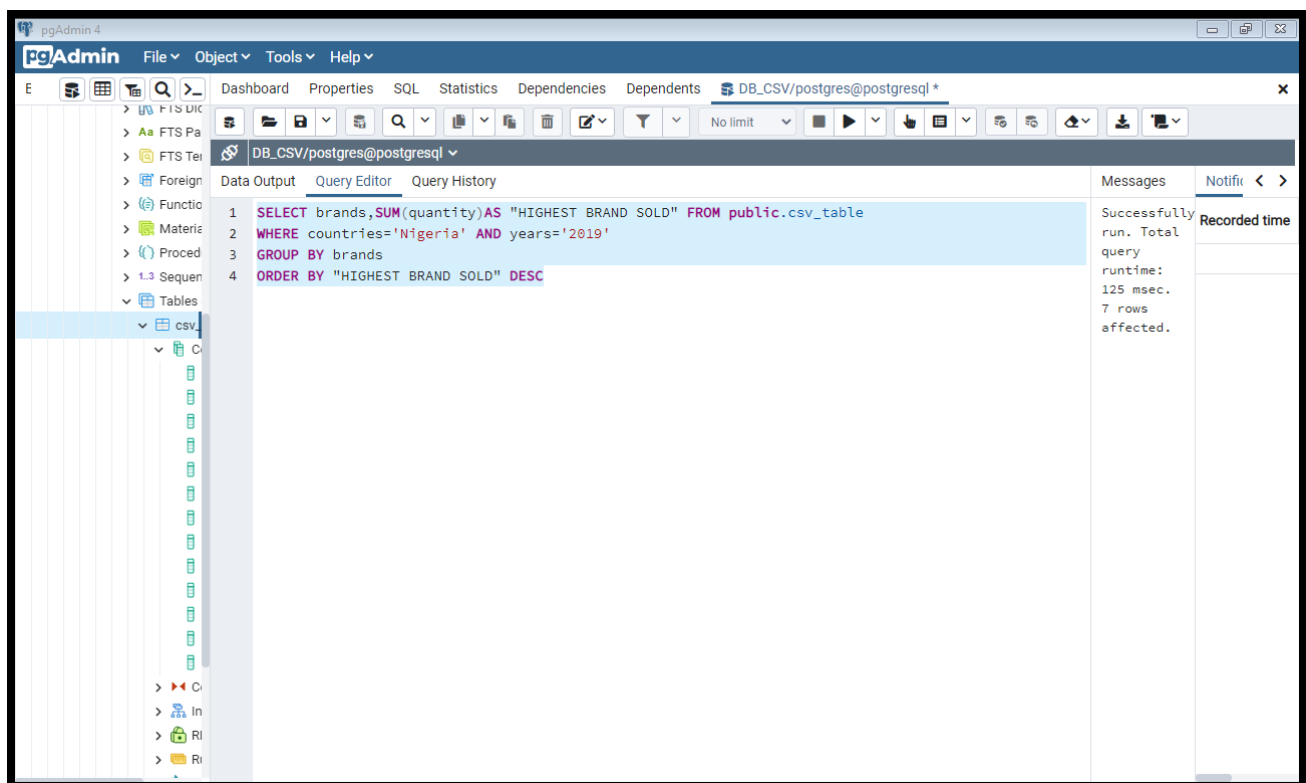 pgAdmin 4
pgAdmin File Object Tools Help
Dashboard Properties SQL Statistics Dependencies Dependents DB_CSV/postgres@postgresql *
No limit
DB_CSV/postgres@postgresql
Data Output Query Editor Query History
Messages
1 SELECT brands,SUM(quantity)AS "HIGHEST BRAND SOLD" FROM public.csv_table
2 WHERE countries='Nigeria' AND years='2019'
3 GROUP BY brands
4 ORDER BY "HIGHEST BRAND SOLD" DESC
Successfully
run. Total
query
runtime:
125 msec.
7 rows
affected.
Notific
Recorded time
Aa FTS Pa
FTS Ter
Foreign
Functio
Materia
Proced
1..3 Sequen
Tables
csv_